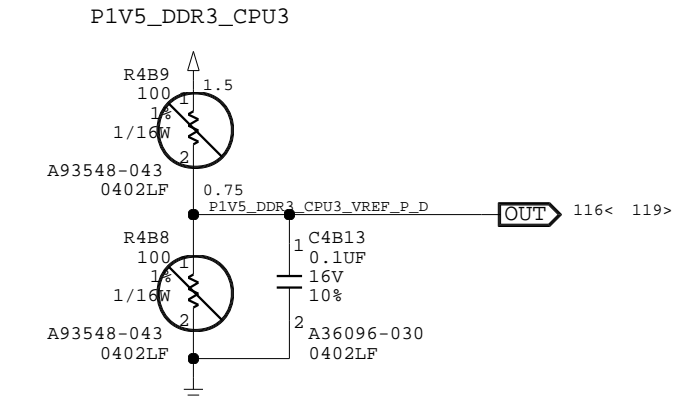 P1V5_DDR3_CPU3
R4B9
1.5
100
1
1%
1/16W
2
A93548-043
0402LF
0.75
P1V5_DDR3_CPU3_VREF_P_D
OUT
116< 119>
R4B8
100
1
1%
1/16W
2
A93548-043
0402LF
1
C4B13
0.1UF
16V
10%
2
A36096-030
0402LF